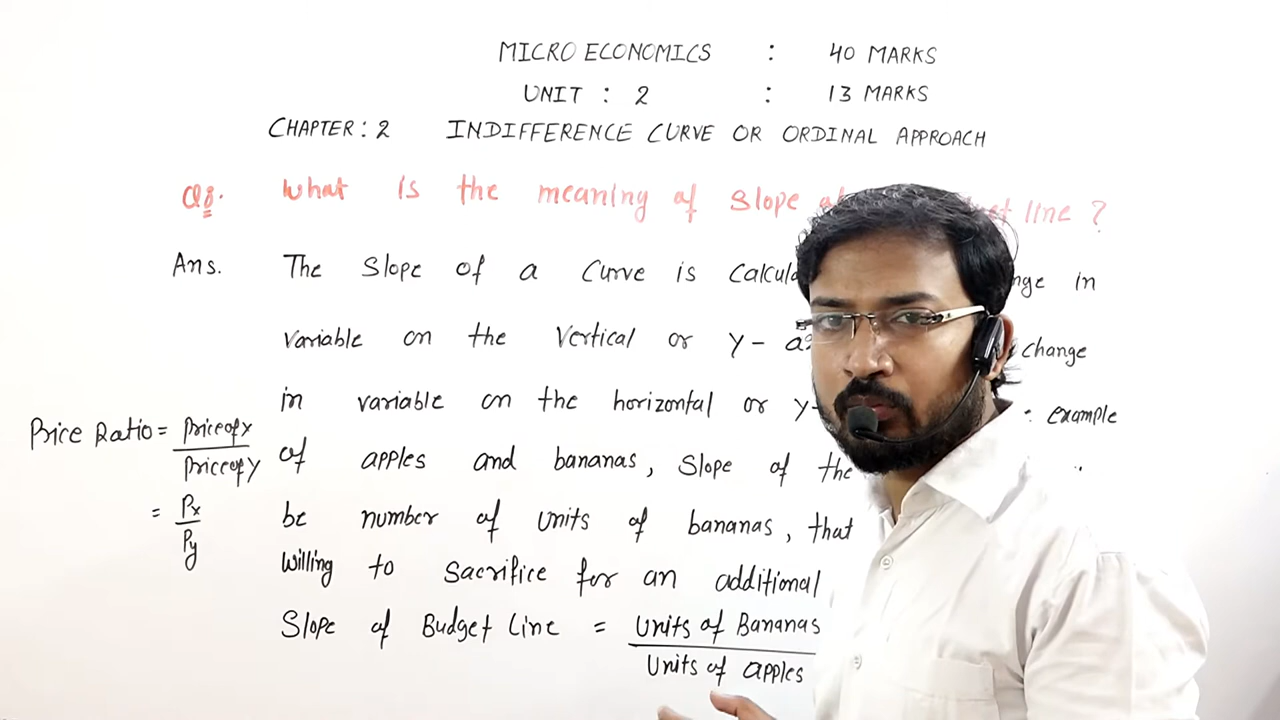 MICRO ECONOMICS : 40 MARKS
UNIT : 2 : 13 MARKS
CHAPTER : 2 INDIFFERENCE CURVE OR ORDINAL APPROACH
Q8. What is the meaning of Slope line ?
Ans. The Slope of a Curve is in
variable on the Vertical or Y - change
in variable on the horizontal or y- example
of apples and bananas, Slope of the
be number of units of bananas, that
willing to Sacrifice for an additional
Slope of Budget Line = Units of Bananas
Units of apples
Price Ratio = Price of X
Price of Y
= Px
Py